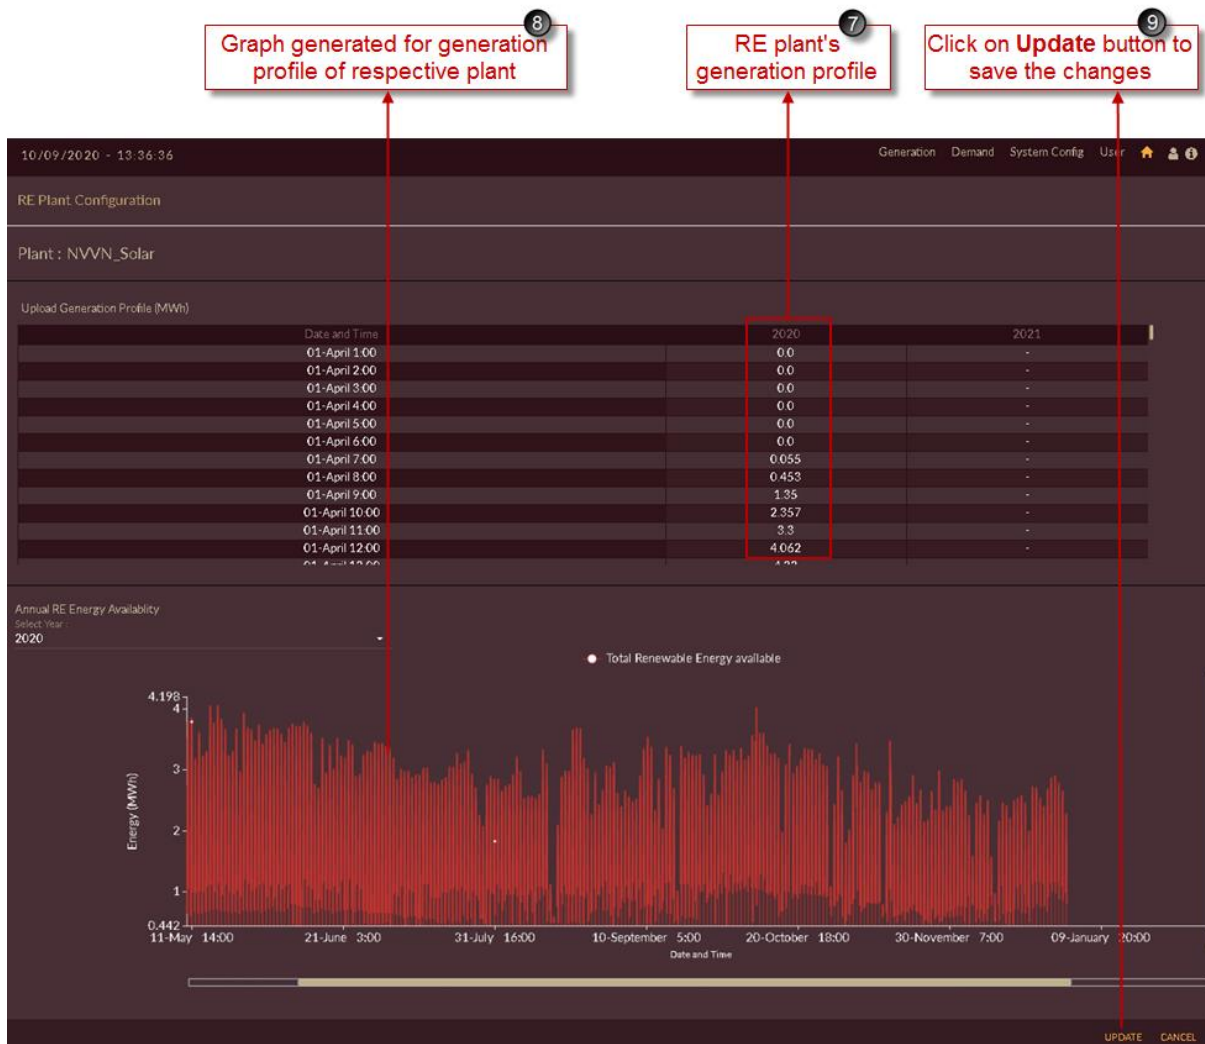 8
Graph generated for generation
profile of respective plant
7
RE plant's
generation profile
9
Click on Update button to
save the changes
10/09/2020 - 13:36:36
Generation Demand System Config User
RE Plant Configuration
Plant : NVVN_Solar
Upload Generation Profile (MWh)
Date and Time 2020 2021
01-April 1:00 0.0 -
01-April 2:00 0.0 -
01-April 3:00 0.0 -
01-April 4:00 0.0 -
01-April 5:00 0.0 -
01-April 6:00 0.0 -
01-April 7:00 0.055 -
01-April 8:00 0.453 -
01-April 9:00 1.35 -
01-April 10:00 2.357 -
01-April 11:00 3.3 -
01-April 12:00 4.062 -
Annual RE Energy Availablity
Select Year :
2020
Total Renewable Energy available
4.198
4
3
2
1
0.442
Energy (MWh)
11-May 14:00 21-June 3:00 31-July 16:00 10-September 5:00 20-October 18:00 30-November 7:00 09-January 20:00
Date and Time
UPDATE CANCEL